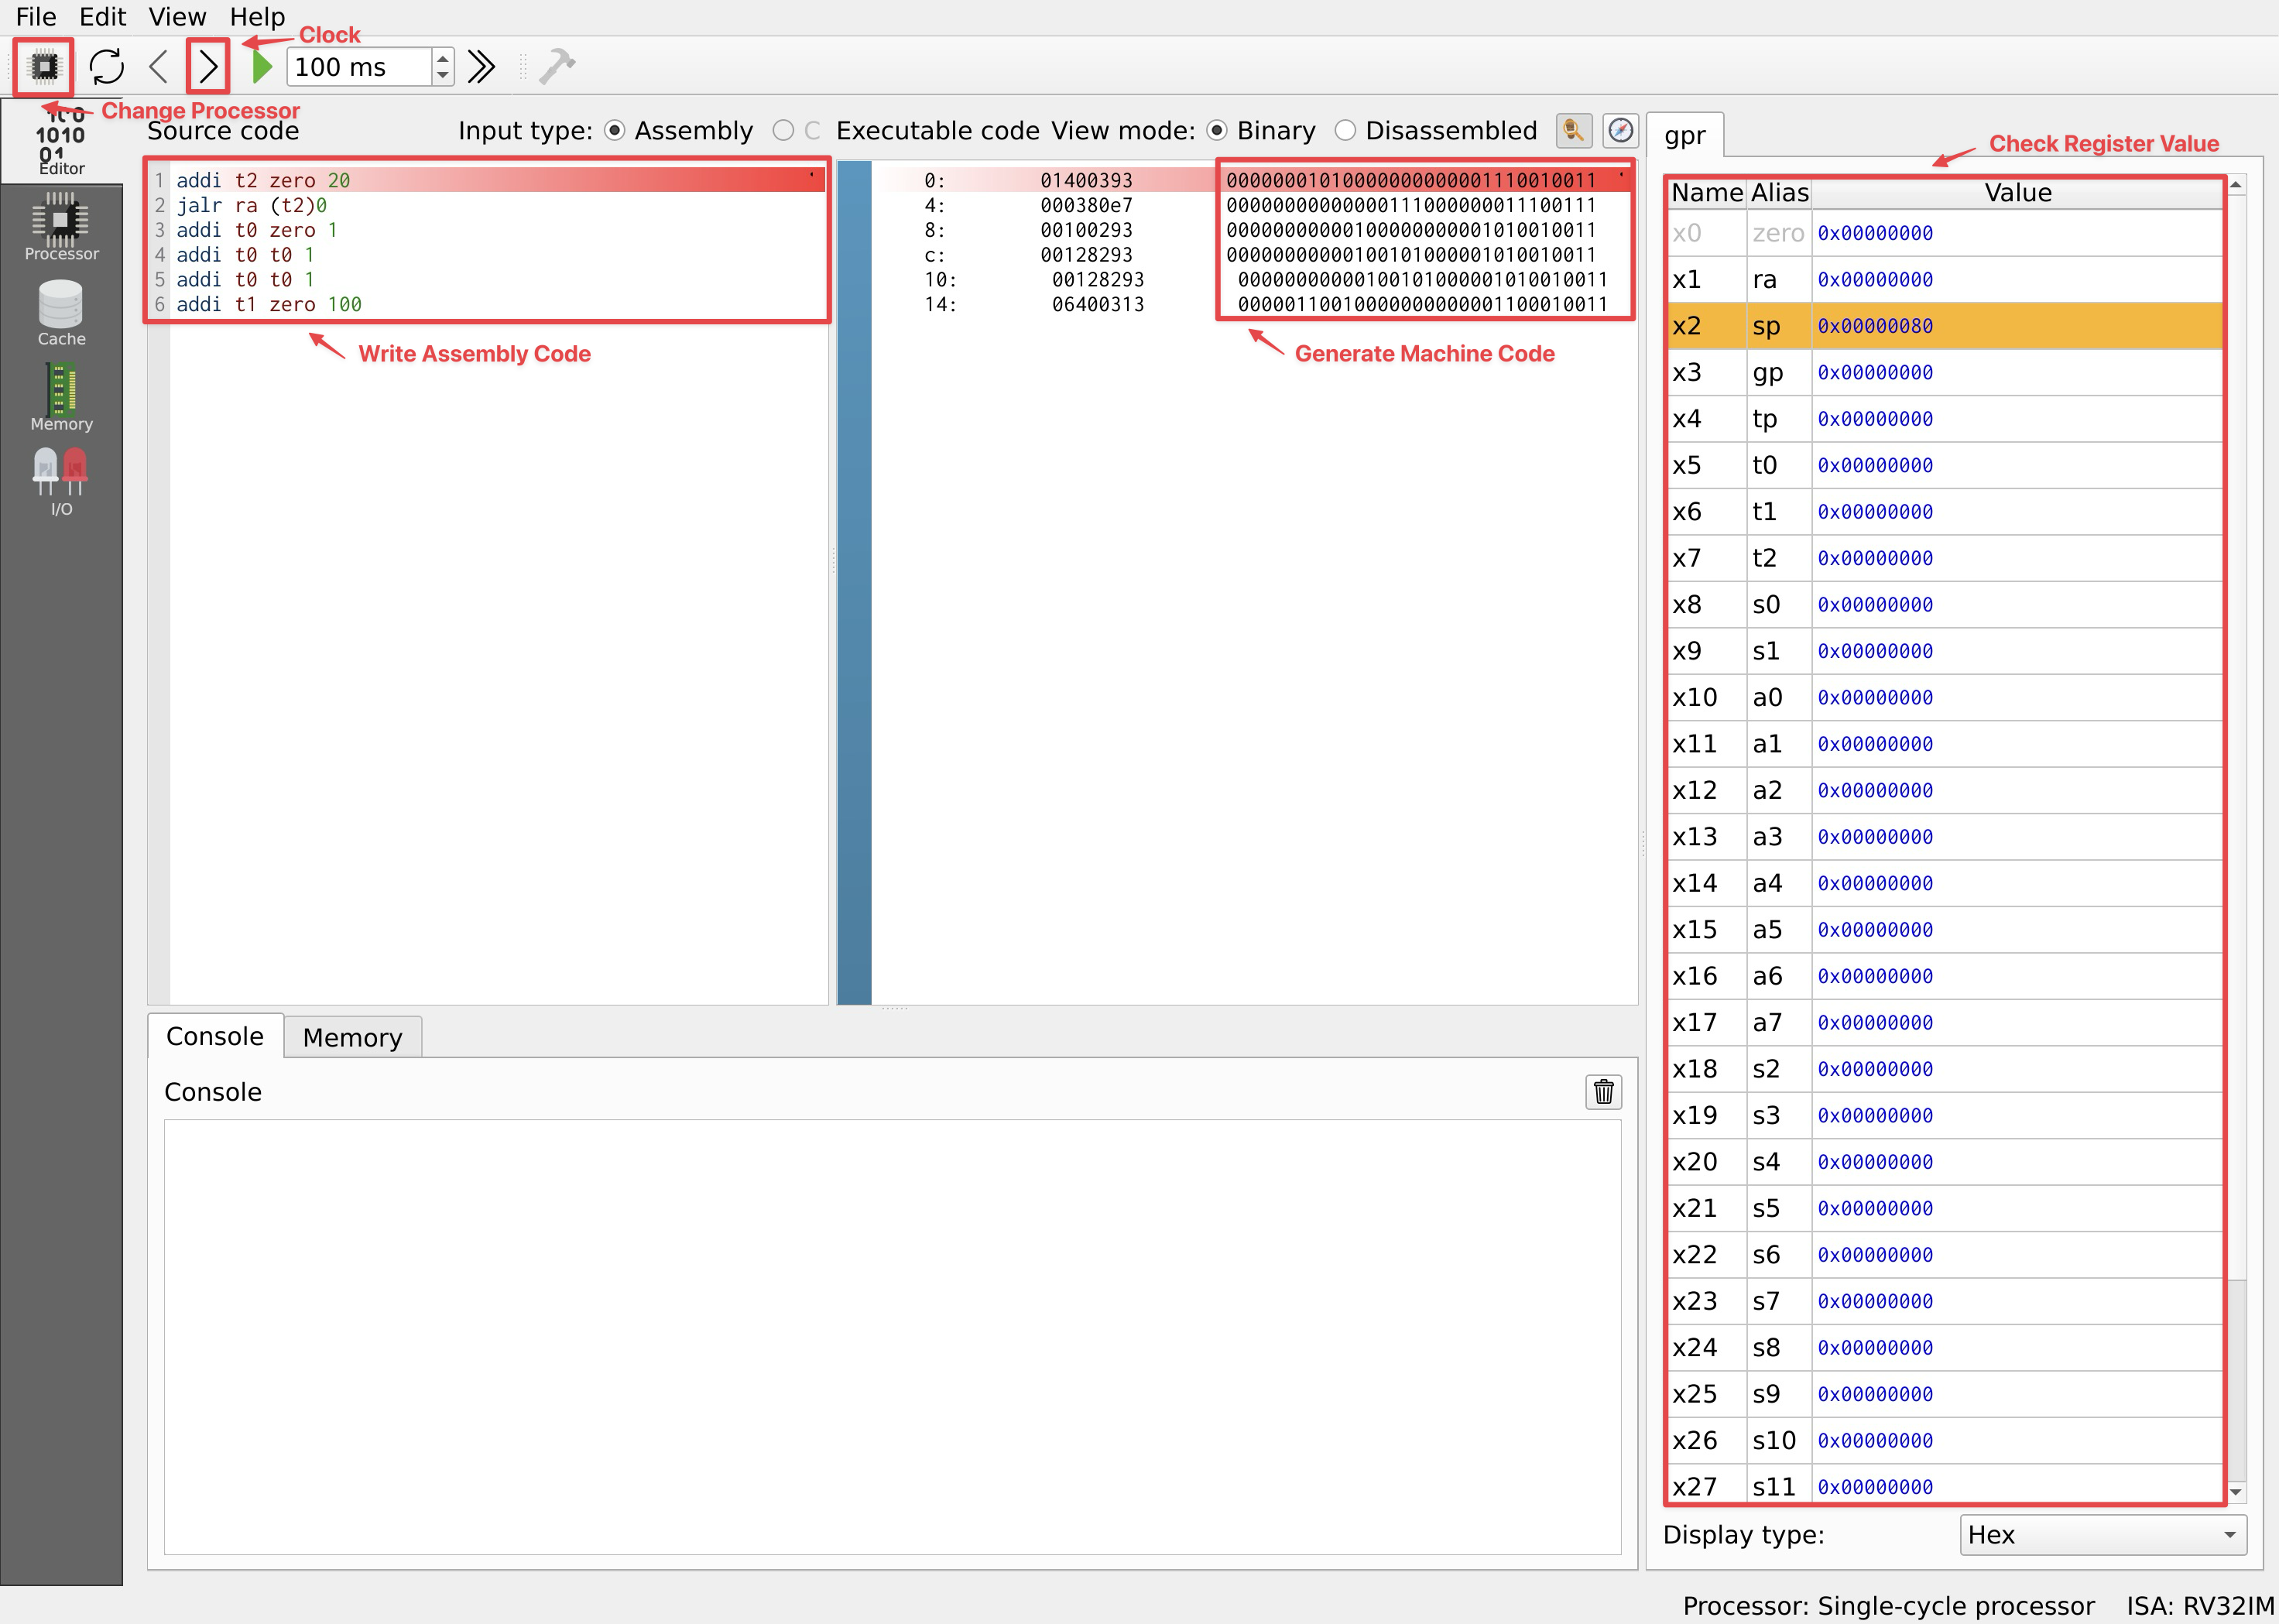 File Edit View Help
Clock
100 ms
Change Processor
1010
01
Editor
Processor
Cache
Memory
I/O
Source code Input type: Assembly C Executable code View mode: Binary Disassembled
1 addi t2 zero 20
2 jalr ra (t2)0
3 addi t0 zero 1
4 addi t0 t0 1
5 addi t0 t0 1
6 addi t1 zero 100
Write Assembly Code
0: 01400393 00000001010000000000001110010011
4: 000380e7 00000000000000111000000011100111
8: 00100293 00000000000100000000001010010011
c: 00128293 00000000000100101000001010010011
10: 00128293 00000000000100101000001010010011
14: 06400313 00000110010000000000001100010011
Generate Machine Code
Console Memory
Console
gpr
Check Register Value
Name Alias Value
x0 zero 0x00000000
x1 ra 0x00000000
x2 sp 0x00000080
x3 gp 0x00000000
x4 tp 0x00000000
x5 t0 0x00000000
x6 t1 0x00000000
x7 t2 0x00000000
x8 s0 0x00000000
x9 s1 0x00000000
x10 a0 0x00000000
x11 a1 0x00000000
x12 a2 0x00000000
x13 a3 0x00000000
x14 a4 0x00000000
x15 a5 0x00000000
x16 a6 0x00000000
x17 a7 0x00000000
x18 s2 0x00000000
x19 s3 0x00000000
x20 s4 0x00000000
x21 s5 0x00000000
x22 s6 0x00000000
x23 s7 0x00000000
x24 s8 0x00000000
x25 s9 0x00000000
x26 s10 0x00000000
x27 s11 0x00000000
Display type: Hex
Processor: Single-cycle processor ISA: RV32IM